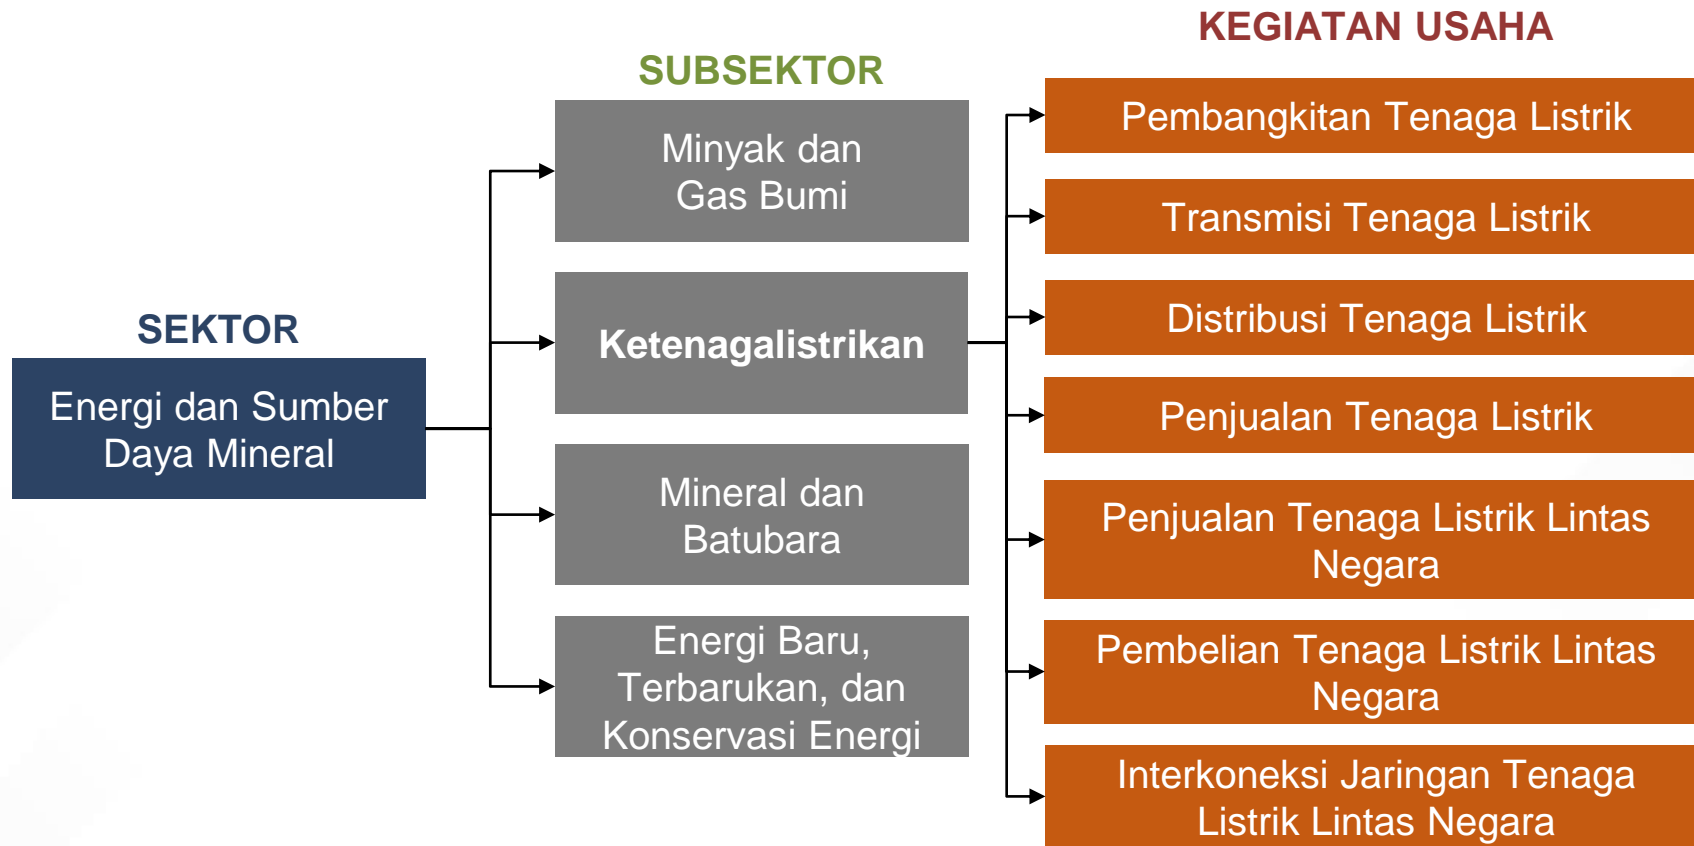 SEKTOR
Energi dan Sumber
Daya Mineral
SUBSEKTOR
Minyak dan
Gas Bumi
Ketenagalistrikan
Mineral dan
Batubara
Energi Baru,
Terbarukan, dan
Konservasi Energi
KEGIATAN USAHA
Pembangkitan Tenaga Listrik
Transmisi Tenaga Listrik
Distribusi Tenaga Listrik
Penjualan Tenaga Listrik
Penjualan Tenaga Listrik Lintas
Negara
Pembelian Tenaga Listrik Lintas
Negara
Interkoneksi Jaringan Tenaga
Listrik Lintas Negara